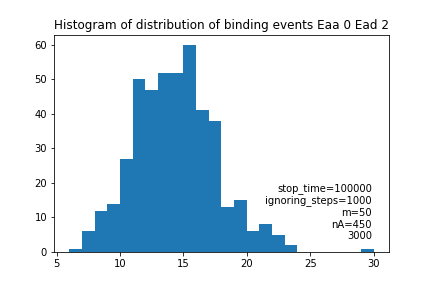 Histogram of distribution of binding events Eaa 0 Ead 2
60
50
40
30
20
10
0
stop_time=100000
ignoring_steps=1000
m=50
nA=450
3000
5 10 15 20 25 30